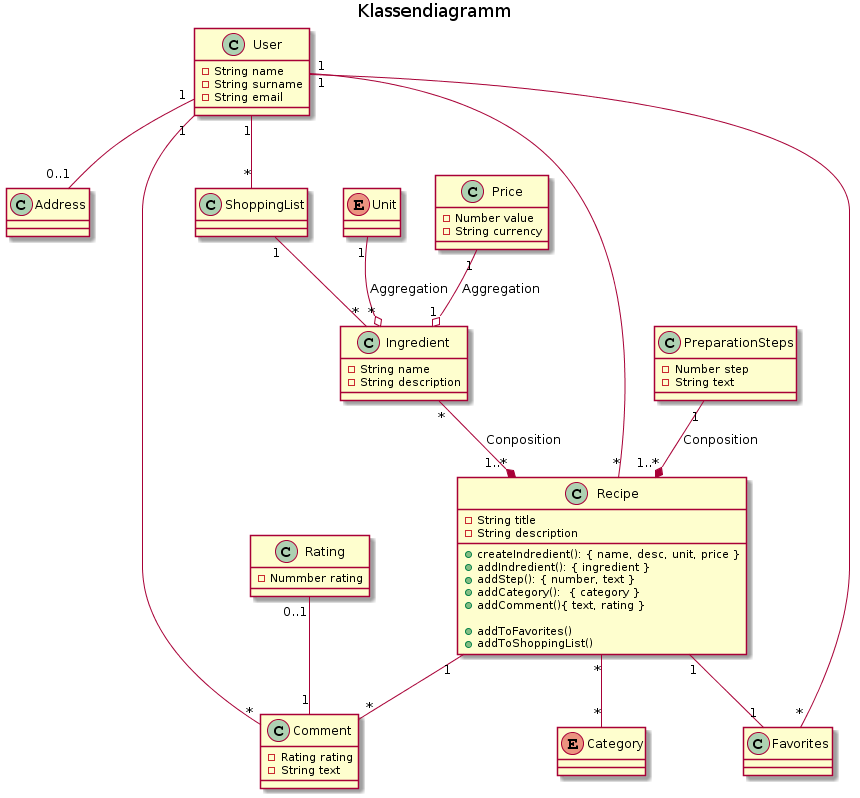 Klassendiagramm
C User
String name
String surname
String email
1
1
1
1
1
0..1
*
C Address
C ShoppingList
E Unit
C Price
Number value
String currency
1
1
1
Aggregation
Aggregation
*
*
1
C Ingredient
String name
String description
C PreparationSteps
Number step
String text
*
1
Conposition
Conposition
1..*
*
1..*
C Recipe
String title
String description
createIndredient(): { name, desc, unit, price }
addIndredient(): { ingredient }
addStep(): { number, text }
addCategory(): { category }
addComment(){ text, rating }
addToFavorites()
addToShoppingList()
C Rating
Nummber rating
0..1
1
*
1
1
*
*
*
1
*
C Comment
Rating rating
String text
E Category
C Favorites